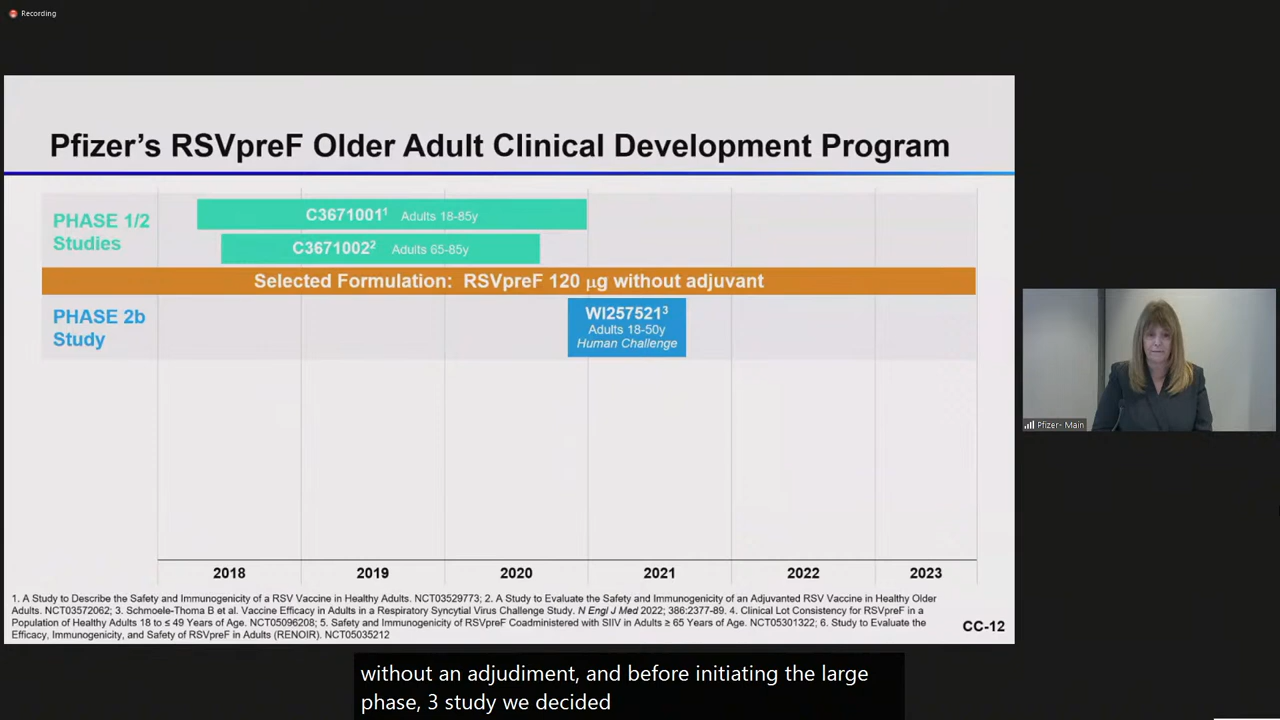 Recording
Pfizer's RSVpreF Older Adult Clinical Development Program
PHASE 1/2
Studies
C3671001¹ Adults 18-85y
C3671002² Adults 65-85y
Selected Formulation: RSVpreF 120 μg without adjuvant
PHASE 2b
Study
WI257521³
Adults 18-50y
Human Challenge
2018 2019 2020 2021 2022 2023
1. A Study to Describe the Safety and Immunogenicity of a RSV Vaccine in Healthy Adults. NCT03529773; 2. A Study to Evaluate the Safety and Immunogenicity of an Adjuvanted RSV Vaccine in Healthy Older
Adults. NCT03572062; 3. Schmoele-Thoma B et al. Vaccine Efficacy in Adults in a Respiratory Syncytial Virus Challenge Study. N Engl J Med 2022; 386:2377-89. 4. Clinical Lot Consistency for RSVpreF in a
Population of Healthy Adults 18 to ≤ 49 Years of Age. NCT05096208; 5. Safety and Immunogenicity of RSVpreF Coadministered with SIIV in Adults ≥ 65 Years of Age. NCT05301322; 6. Study to Evaluate the
Efficacy, Immunogenicity, and Safety of RSVpreF in Adults (RENOIR). NCT05035212
CC-12
Pfizer- Main
without an adjudiment, and before initiating the large
phase, 3 study we decided